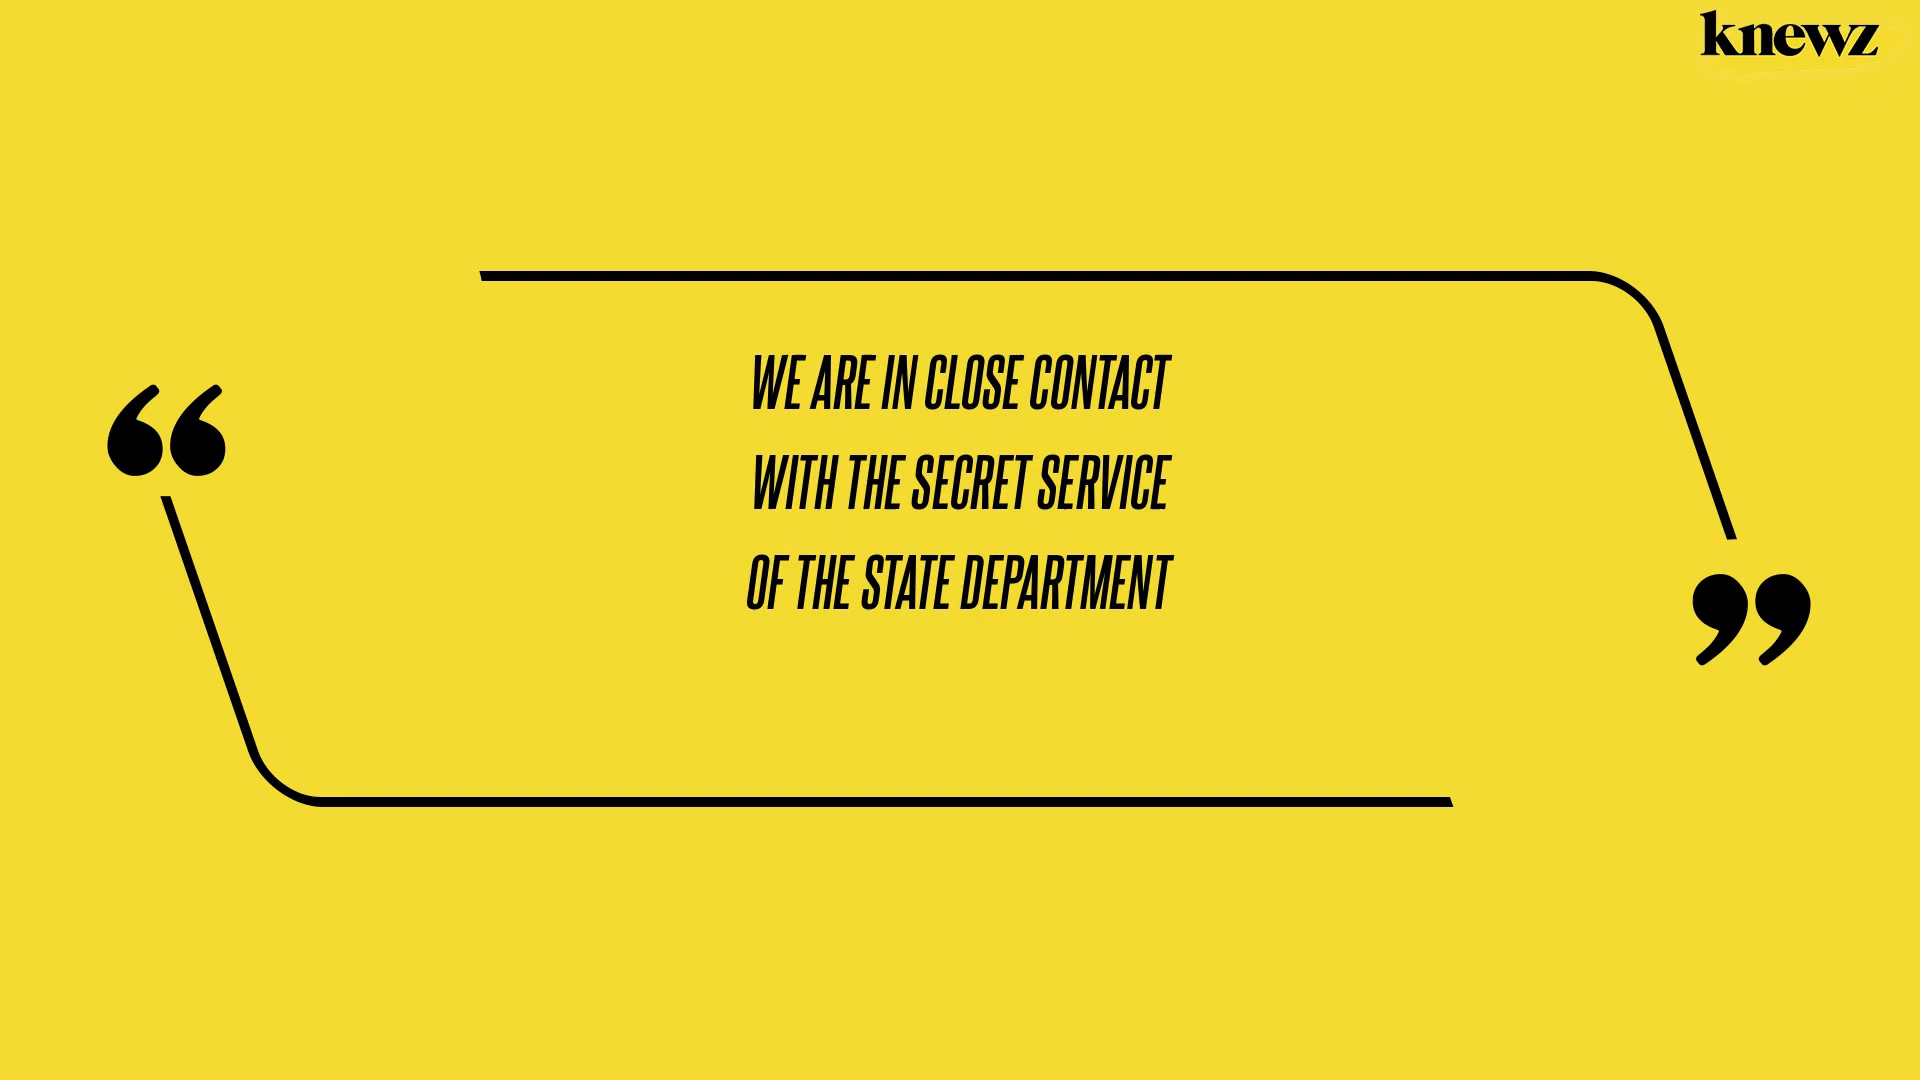 knewz
“
WE ARE IN CLOSE CONTACT
WITH THE SECRET SERVICE
OF THE STATE DEPARTMENT
”